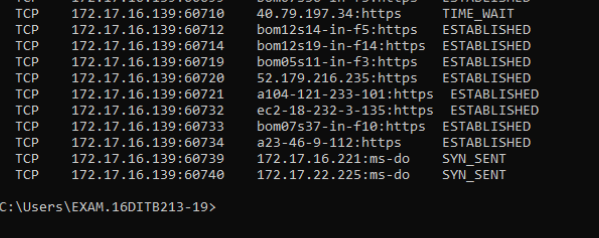 TCP 172.17.16.139:60710 40.79.197.34:https TIME_WAIT
TCP 172.17.16.139:60712 bom12s14-in-f5:https ESTABLISHED
TCP 172.17.16.139:60714 bom12s19-in-f14:https ESTABLISHED
TCP 172.17.16.139:60719 bom05s11-in-f3:https ESTABLISHED
TCP 172.17.16.139:60720 52.179.216.235:https ESTABLISHED
TCP 172.17.16.139:60721 a104-121-233-101:https ESTABLISHED
TCP 172.17.16.139:60732 ec2-18-232-3-135:https ESTABLISHED
TCP 172.17.16.139:60733 bom07s37-in-f10:https ESTABLISHED
TCP 172.17.16.139:60734 a23-46-9-112:https ESTABLISHED
TCP 172.17.16.139:60739 172.17.16.221:ms-do SYN_SENT
TCP 172.17.16.139:60740 172.17.22.225:ms-do SYN_SENT
C:\Users\EXAM.16DITB213-19>